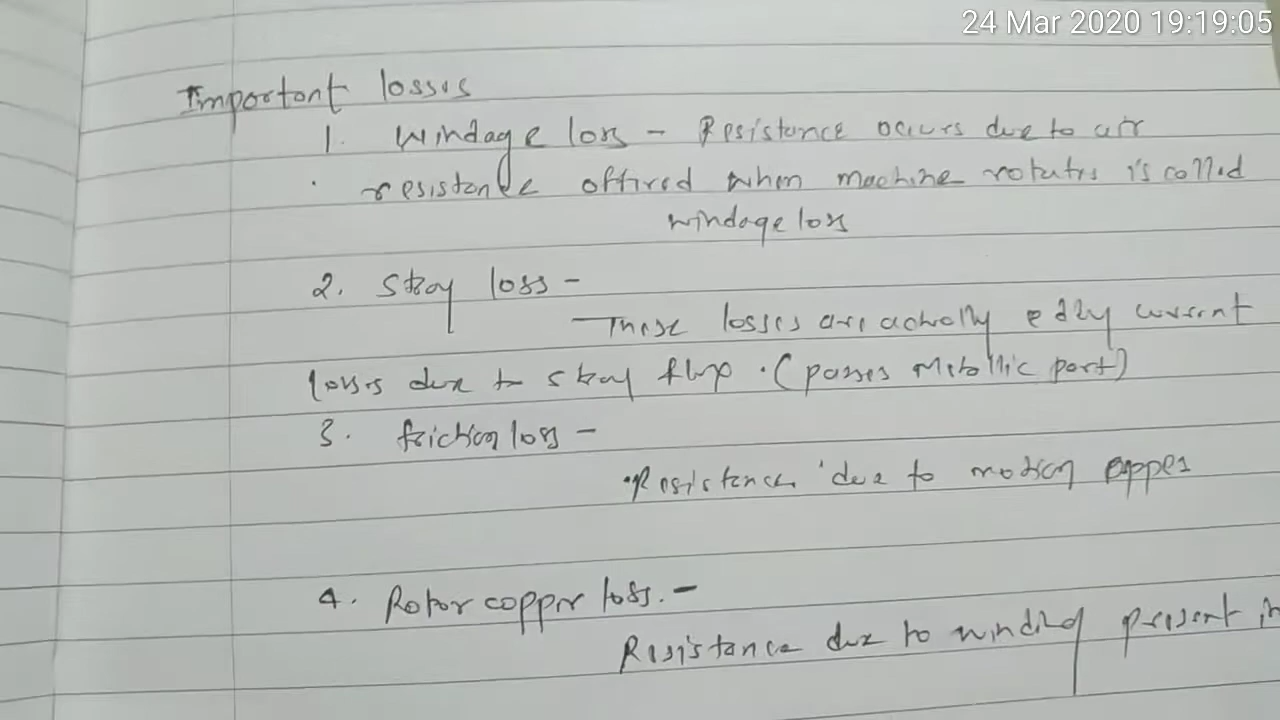 24 Mar 2020 19:19:05
Important losses
1. Windage loss - Resistance occurs due to air
resistance offired when machine rotates is called
windage loss
2. Stray loss -
These losses are actually eddy current
losses due to stray flux . (passes Metallic part)
3. friction loss -
Resistance due to motion
4. Rotor copper loss. -
Resistance due to winding present in